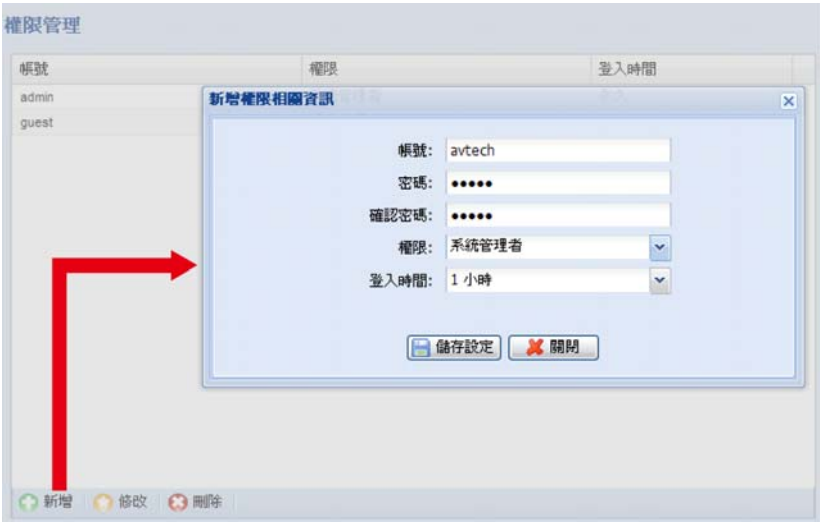 權限管理
帳號 權限 登入時間
admin
guest
新增權限相關資訊
帳號: avtech
密碼: •••••
確認密碼: •••••
權限: 系統管理者
登入時間: 1 小時
儲存設定 關閉
新增 修改 刪除